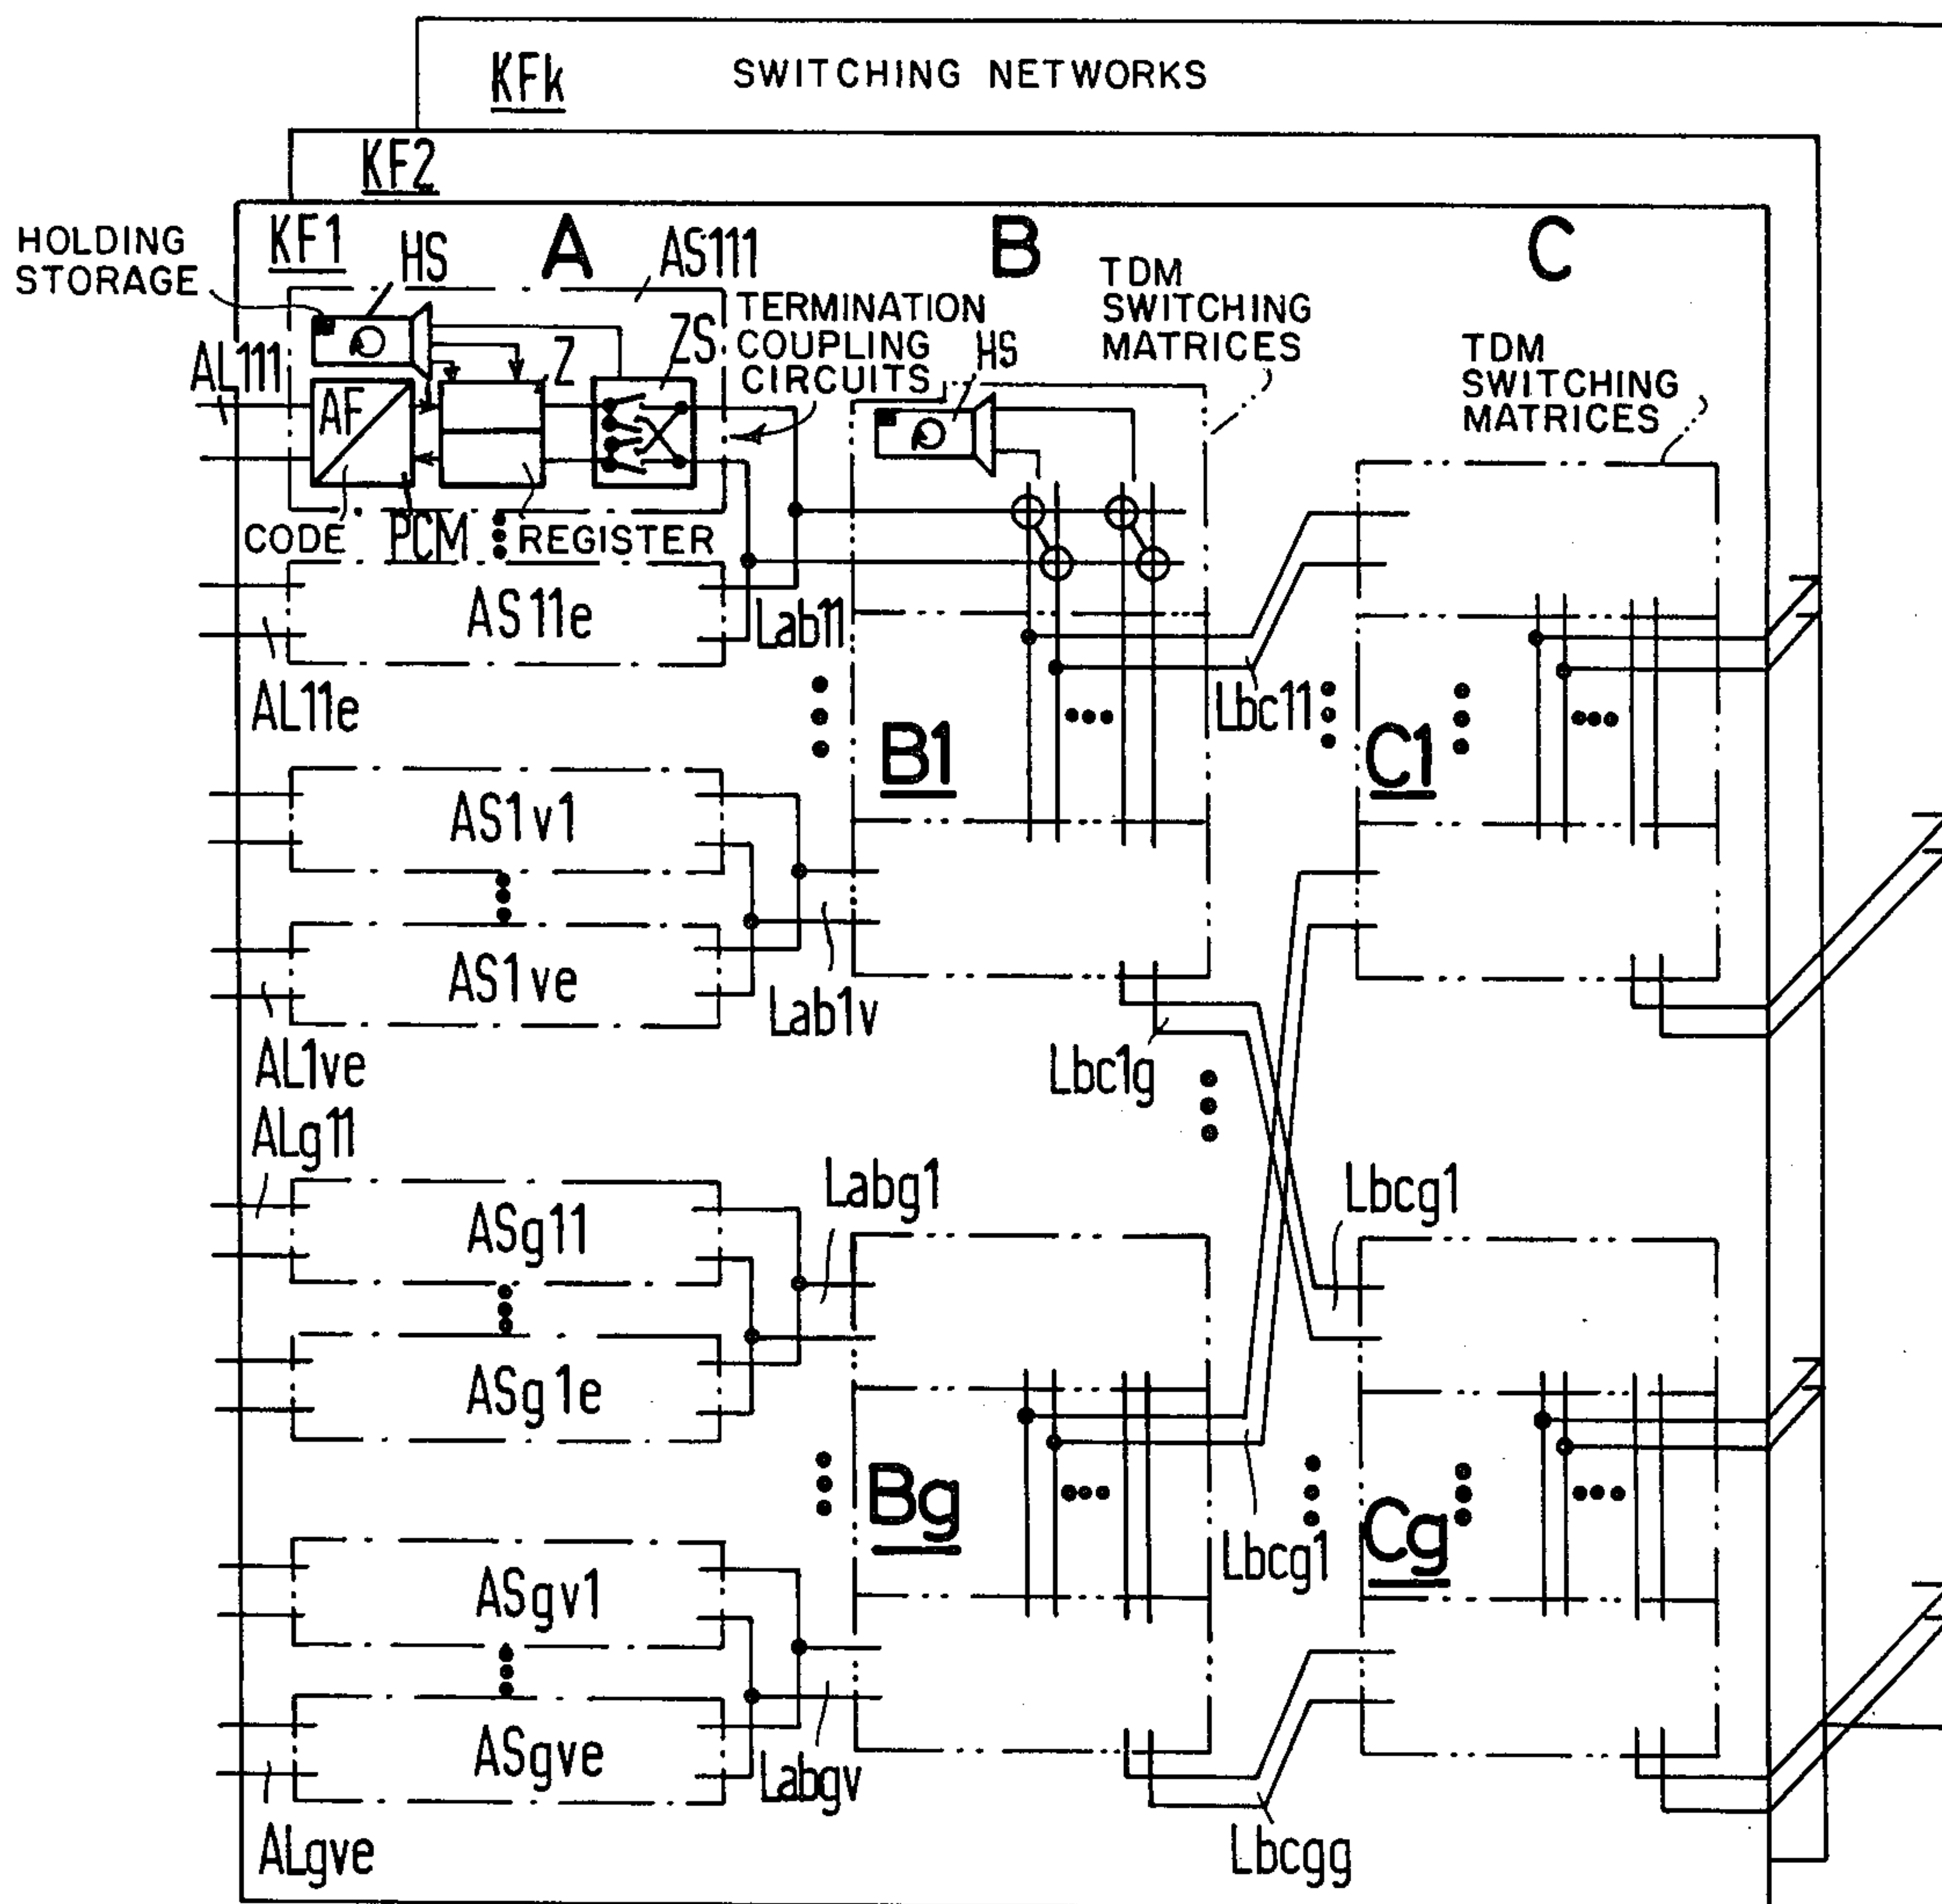 KFk
SWITCHING NETWORKS
KF2
KF1
A
B
C
HOLDING
STORAGE
HS
AS111
TERMINATION
COUPLING
CIRCUITS
TDM
SWITCHING
MATRICES
TDM
SWITCHING
MATRICES
AL111
AF
Z
ZS
HS
CODE
PCM
REGISTER
AS11e
Lab11
AL11e
Lbc11
B1
C1
AS1v1
AS1ve
Lab1v
AL1ve
Lbc1g
ALg11
Labg1
Lbcg1
ASg11
ASg1e
Bg
Cg
Lbcg1
ASgv1
ASgve
Labgv
ALgve
Lbcgg